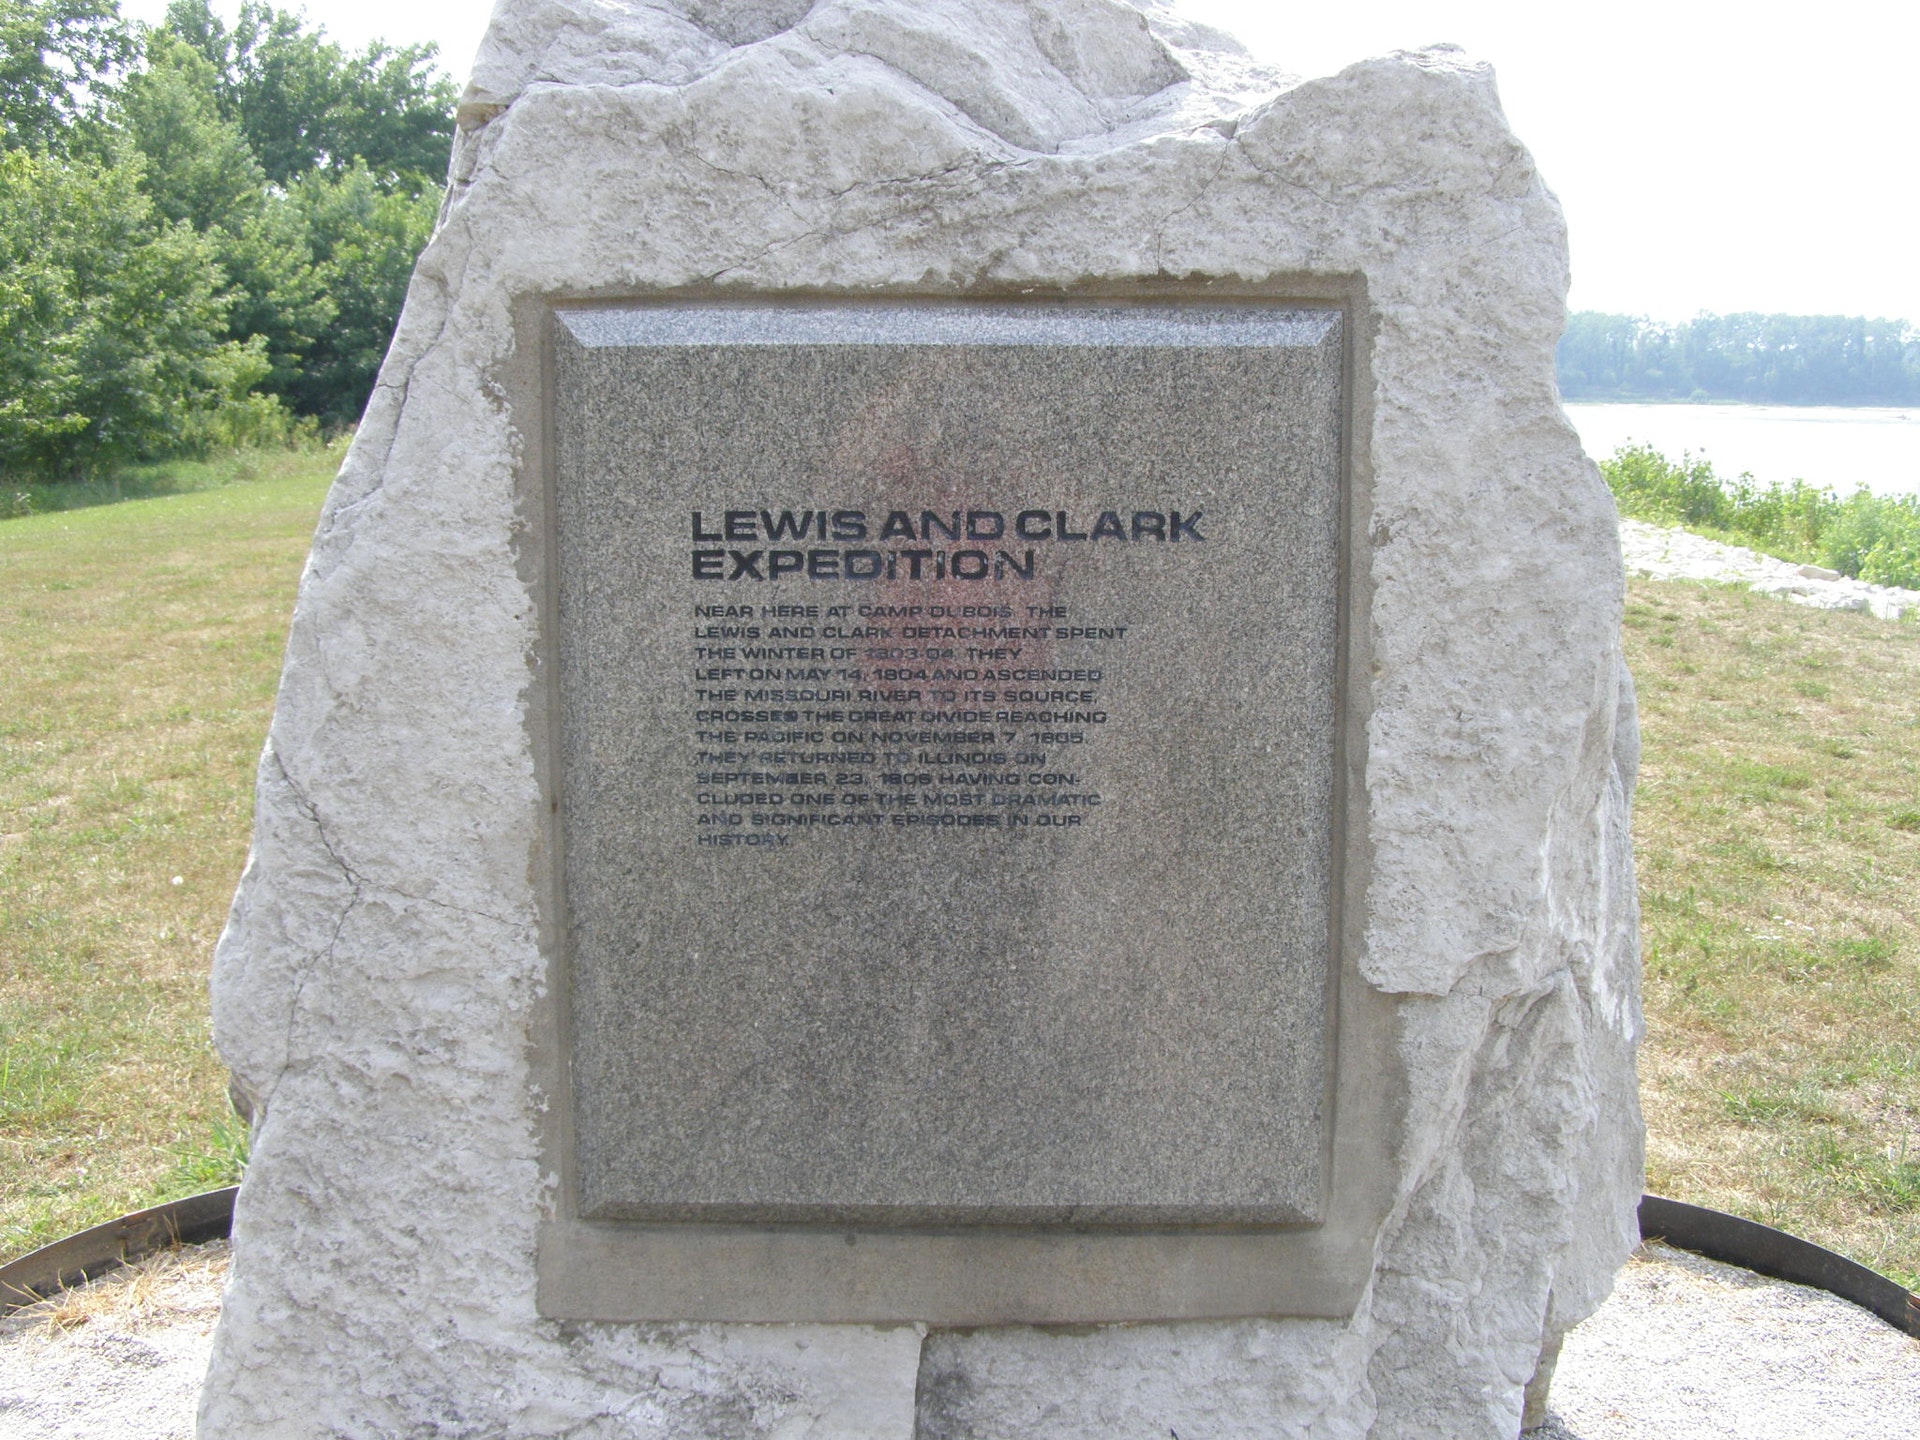 LEWIS AND CLARK
EXPEDITION
NEAR HERE AT CAMP DUBOIS THE
LEWIS AND CLARK DETACHMENT SPENT
THE WINTER OF 1803-04. THEY
LEFT ON MAY 14, 1804 AND ASCENDED
THE MISSOURI RIVER TO ITS SOURCE,
CROSSED THE GREAT DIVIDE REACHING
THE PACIFIC ON NOVEMBER 7, 1805.
THEY RETURNED TO ILLINOIS ON
SEPTEMBER 23, 1806 HAVING CON-
CLUDED ONE OF THE MOST DRAMATIC
AND SIGNIFICANT EPISODES IN OUR
HISTORY.